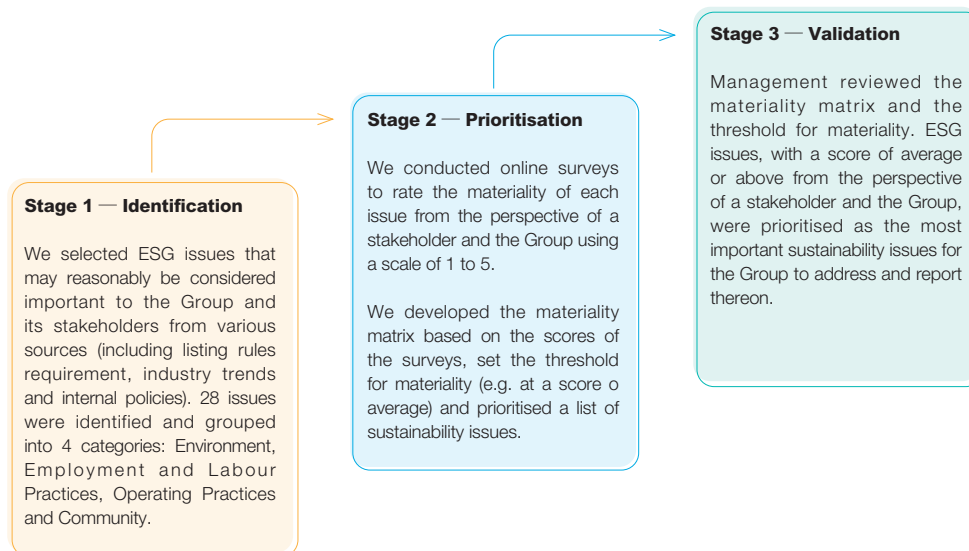 Stage 1 — Identification
We selected ESG issues that
may reasonably be considered
important to the Group and
its stakeholders from various
sources (including listing rules
requirement, industry trends
and internal policies). 28 issues
were identified and grouped
into 4 categories: Environment,
Employment and Labour
Practices, Operating Practices
and Community.
Stage 2 — Prioritisation
We conducted online surveys
to rate the materiality of each
issue from the perspective of a
stakeholder and the Group using
a scale of 1 to 5.
We developed the materiality
matrix based on the scores of
the surveys, set the threshold
for materiality (e.g. at a score o
average) and prioritised a list of
sustainability issues.
Stage 3 — Validation
Management reviewed the
materiality matrix and the
threshold for materiality. ESG
issues, with a score of average
or above from the perspective
of a stakeholder and the Group,
were prioritised as the most
important sustainability issues for
the Group to address and report
thereon.